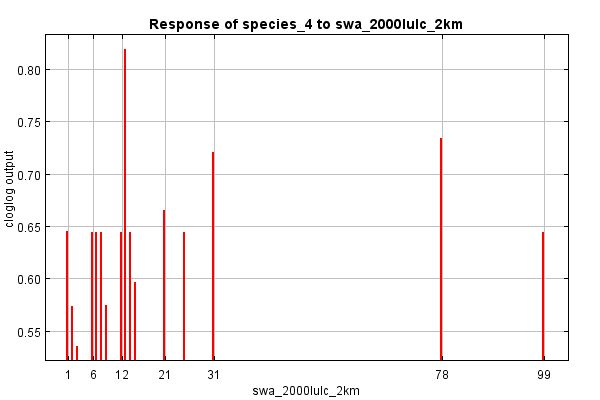 Response of species_4 to swa_2000lulc_2km
cloglog output
0.80
0.75
0.70
0.65
0.60
0.55
1 6 12 21 31 78 99
swa_2000lulc_2km